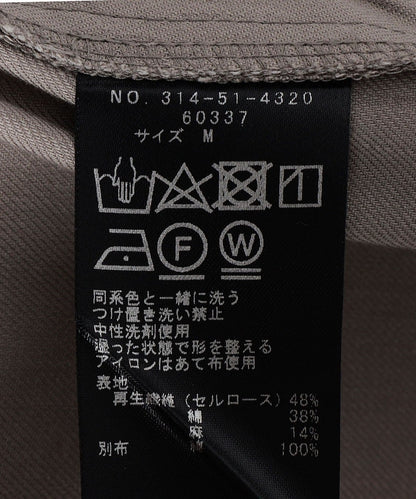 NO. 314-51-4320
60337
サイズ M
F W
同系色と一緒に洗う
つけ置き洗い禁止
中性洗剤使用
湿った状態で形を整える
アイロンはあて布使用
表地
再生繊維(セルロース) 48%
綿 38%
麻 14%
別布 100%